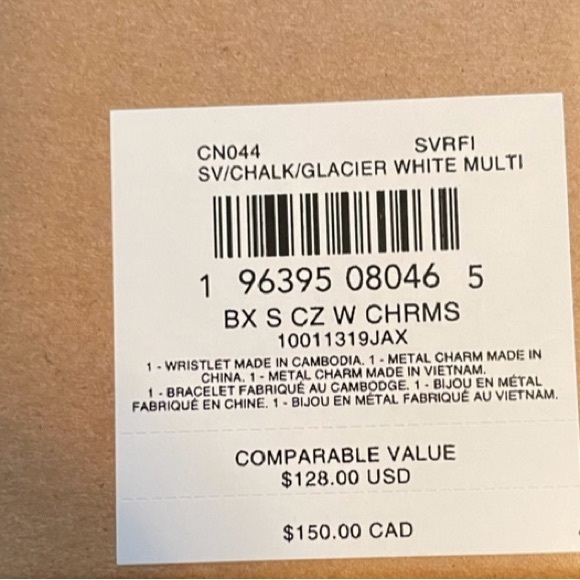 CN044 SVRFI
SV/CHALK/GLACIER WHITE MULTI
1 96395 08046 5
BX S CZ W CHRMS
10011319JAX
1 - WRISTLET MADE IN CAMBODIA. 1 - METAL CHARM MADE IN
CHINA. 1 - METAL CHARM MADE IN VIETNAM.
1 - BRACELET FABRIQUÉ AU CAMBODGE. 1 - BIJOU EN MÉTAL
FABRIQUÉ EN CHINE. 1 - BIJOU EN MÉTAL FABRIQUÉ AU VIETNAM.
COMPARABLE VALUE
$128.00 USD
$150.00 CAD